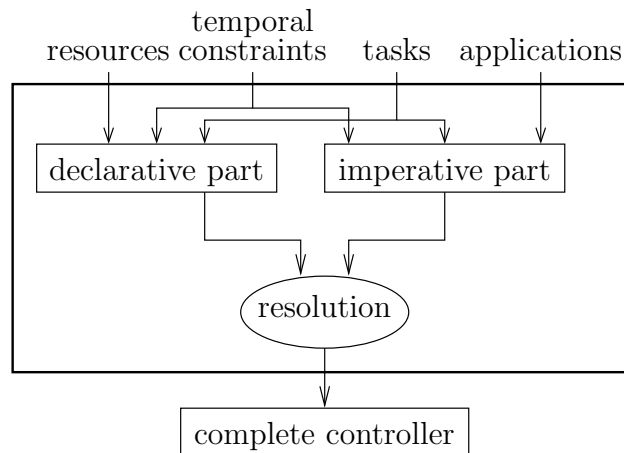 temporal
resources constraints tasks applications
declarative part imperative part
resolution
complete controller